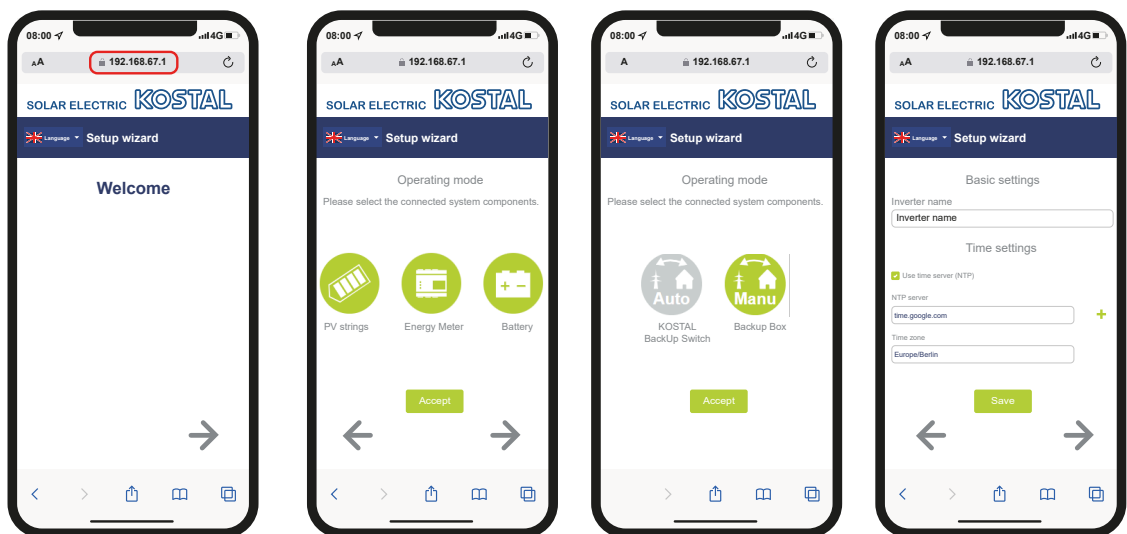 08:00
4G
AA
192.168.67.1
SOLAR ELECTRIC KOSTAL
Language
Setup wizard
Welcome
08:00
4G
AA
192.168.67.1
SOLAR ELECTRIC KOSTAL
Language
Setup wizard
Operating mode
Please select the connected system components.
PV strings
Energy Meter
+ -
Battery
Accept
08:00
4G
A
192.168.67.1
SOLAR ELECTRIC KOSTAL
Language
Setup wizard
Operating mode
Please select the connected system components.
Auto
KOSTAL
BackUp Switch
Manu
Backup Box
Accept
08:00
4G
AA
192.168.67.1
SOLAR ELECTRIC KOSTAL
Language
Setup wizard
Basic settings
Inverter name
Inverter name
Time settings
Use time server (NTP)
NTP server
time.google.com
+
Time zone
Europe/Berlin
Save